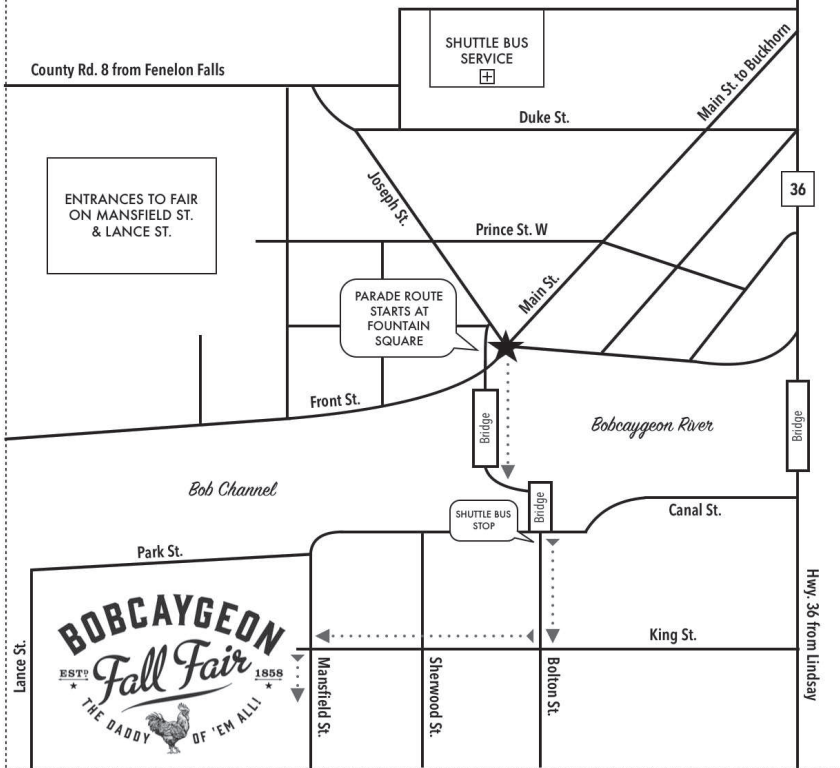 SHUTTLE BUS
SERVICE
County Rd. 8 from Fenelon Falls
Main St. to Buckhorn
Duke St.
ENTRANCES TO FAIR
ON MANSFIELD ST.
& LANCE ST.
Joseph St.
36
Prince St. W
Main St.
PARADE ROUTE
STARTS AT
FOUNTAIN
SQUARE
Front St.
Bridge
Bobcaygeon River
Bridge
Bob Channel
Bridge
SHUTTLE BUS
STOP
Canal St.
Park St.
BOBCAYGEON
Fall Fair
ESTD
1858
THE DADDY OF 'EM ALL!
Lance St.
Mansfield St.
Sherwood St.
Bolton St.
King St.
Hwy. 36 from Lindsay